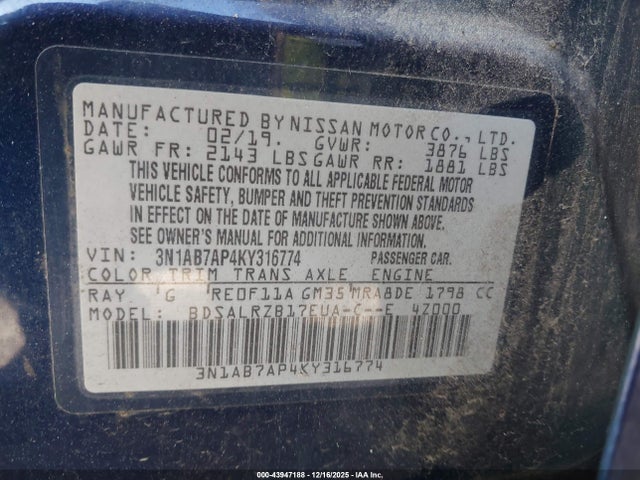 MANUFACTURED BY NISSAN MOTOR CO., LTD.
DATE: 02/19. GVWR: 3876 LBS
GAWR FR: 2143 LBS GAWR RR: 1881 LBS
THIS VEHICLE CONFORMS TO ALL APPLICABLE FEDERAL MOTOR
VEHICLE SAFETY, BUMPER AND THEFT PREVENTION STANDARDS
IN EFFECT ON THE DATE OF MANUFACTURE SHOWN ABOVE.
SEE OWNER'S MANUAL FOR ADDITIONAL INFORMATION.
VIN: 3N1AB7AP4KY316774 PASSENGER CAR.
COLOR TRIM TRANS AXLE ENGINE
RAY G RE0F11A GM35 MRA8DE 1798 CC
MODEL: BDSALRZB17EUA-C--E 4Z000
3N1AB7AP4KY316774
000-43947188 - 12/16/2025 - IAA Inc.